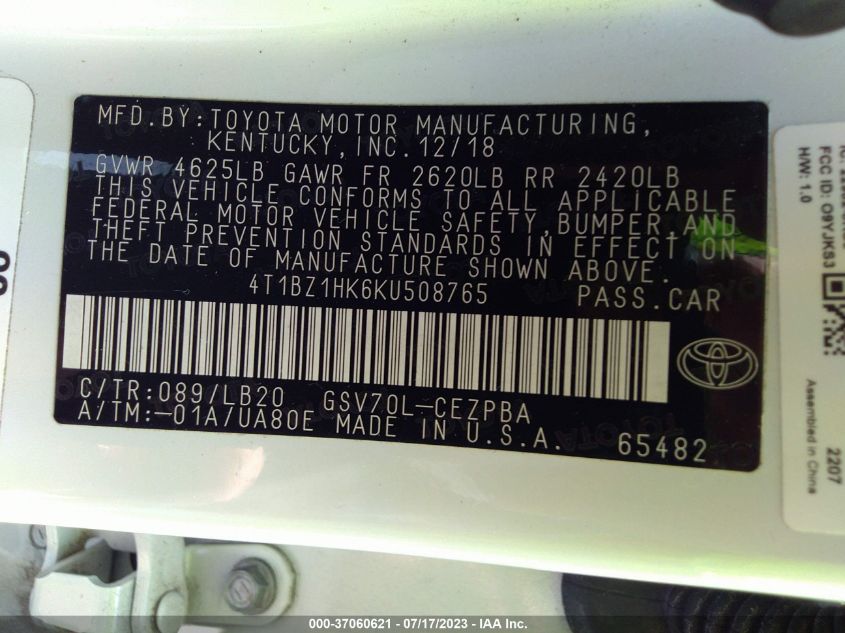 MFD.BY:TOYOTA MOTOR MANUFACTURING,
KENTUCKY, INC. 12/18
GVWR 4625LB GAWR FR 2620LB RR 2420LB
THIS VEHICLE CONFORMS TO ALL APPLICABLE
FEDERAL MOTOR VEHICLE SAFETY,BUMPER,AND
THEFT PREVENTION STANDARDS IN EFFECT ON
THE DATE OF MANUFACTURE SHOWN ABOVE.
4T1BZ1HK6KU508765 PASS.CAR
C/TR:089/LB20 GSV70L-CEZPBA
A/TM:-01A/UA80E MADE IN U.S.A. 65482
FCC ID: O9YJKS3
H/W: 1.0
Assembled in China
2207
000-37060621 - 07/17/2023 - IAA Inc.